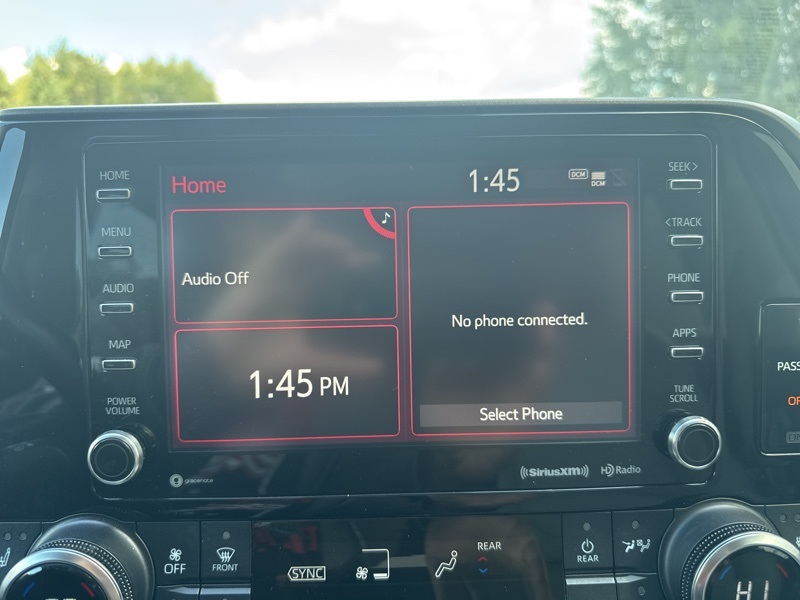 HOME
MENU
AUDIO
MAP
POWER
VOLUME
Home
1:45
DCM
DCM
Audio Off
1:45 PM
No phone connected.
Select Phone
SEEK >
< TRACK
PHONE
APPS
TUNE
SCROLL
gracenote
((SiriusXM))
HD Radio
PASS
OFF
FRONT
SYNC
REAR
REAR
HI